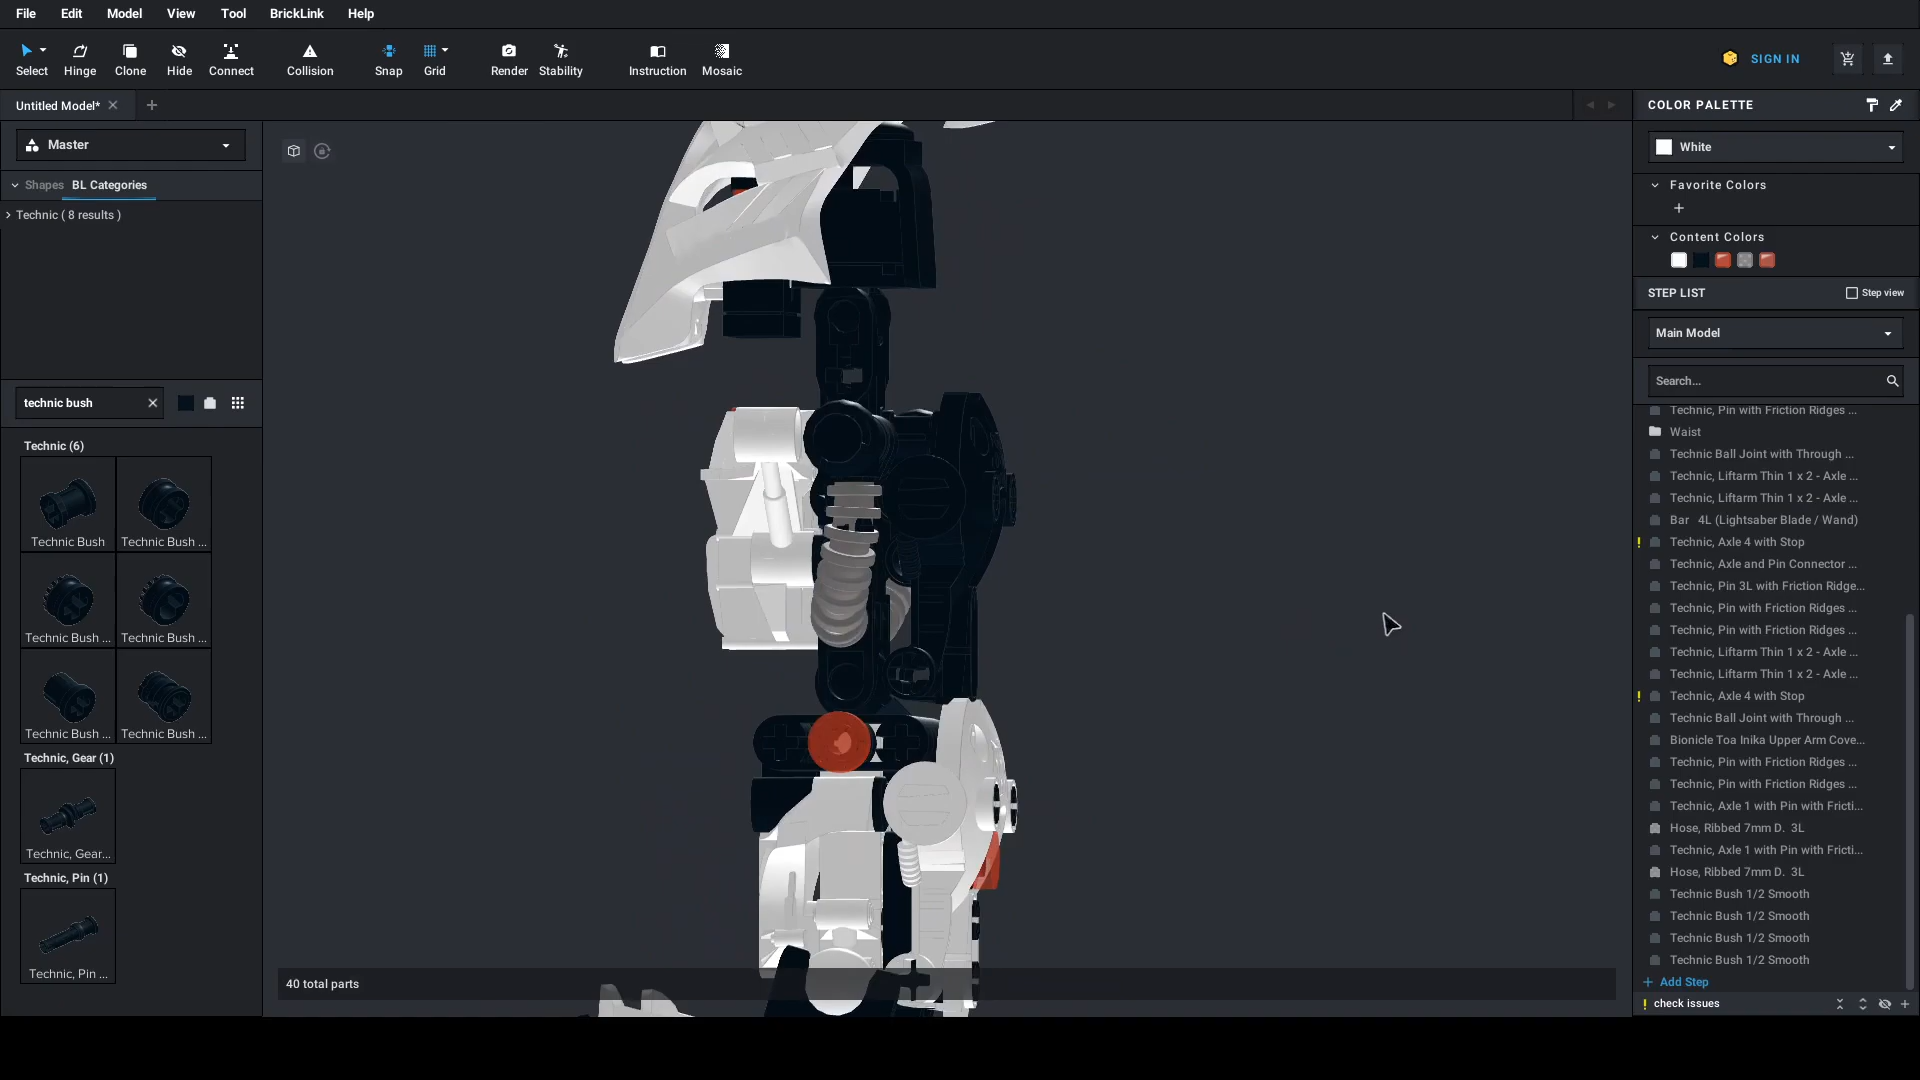 File Edit Model View Tool BrickLink Help
Select Hinge Clone Hide Connect Collision Snap Grid Render Stability Instruction Mosaic SIGN IN
Untitled Model*
Master
Shapes BL Categories
Technic ( 8 results )
technic bush
Technic (6)
Technic Bush Technic Bush ...
Technic Bush ... Technic Bush ...
Technic Bush ... Technic Bush ...
Technic, Gear (1)
Technic, Gear...
Technic, Pin (1)
Technic, Pin ...
40 total parts
COLOR PALETTE
White
Favorite Colors
Content Colors
STEP LIST Step view
Main Model
Search...
Technic, Pin with Friction Ridges ...
Waist
Technic Ball Joint with Through ...
Technic, Liftarm Thin 1 x 2 - Axle ...
Technic, Liftarm Thin 1 x 2 - Axle ...
Bar 4L (Lightsaber Blade / Wand)
! Technic, Axle 4 with Stop
Technic, Axle and Pin Connector ...
Technic, Pin 3L with Friction Ridge...
Technic, Pin with Friction Ridges ...
Technic, Pin with Friction Ridges ...
Technic, Liftarm Thin 1 x 2 - Axle ...
Technic, Liftarm Thin 1 x 2 - Axle ...
! Technic, Axle 4 with Stop
Technic Ball Joint with Through ...
Bionicle Toa Inika Upper Arm Cove...
Technic, Pin with Friction Ridges ...
Technic, Pin with Friction Ridges ...
Technic, Axle 1 with Pin with Fricti...
Hose, Ribbed 7mm D. 3L
Technic, Axle 1 with Pin with Fricti...
Hose, Ribbed 7mm D. 3L
Technic Bush 1/2 Smooth
Technic Bush 1/2 Smooth
Technic Bush 1/2 Smooth
Technic Bush 1/2 Smooth
+ Add Step
! check issues